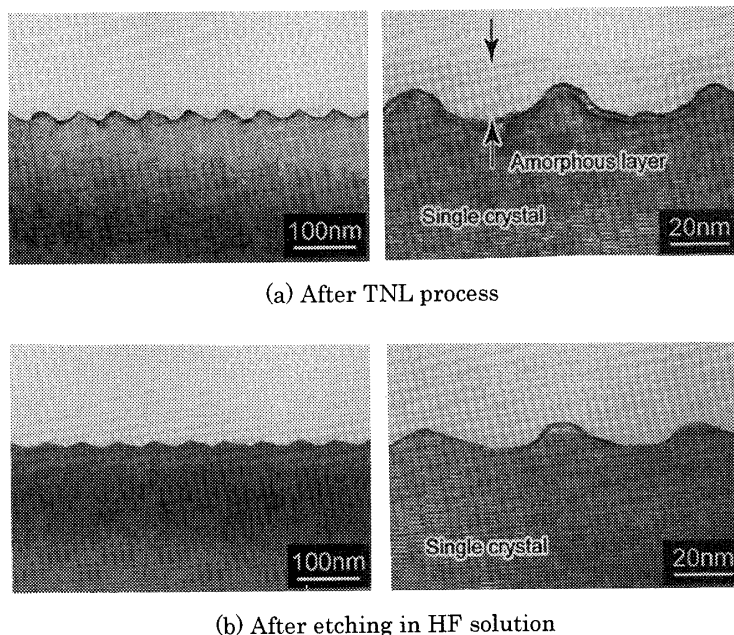 Amorphous layer
Single crystal
100nm
20nm
(a) After TNL process
Single crystal
100nm
20nm
(b) After etching in HF solution